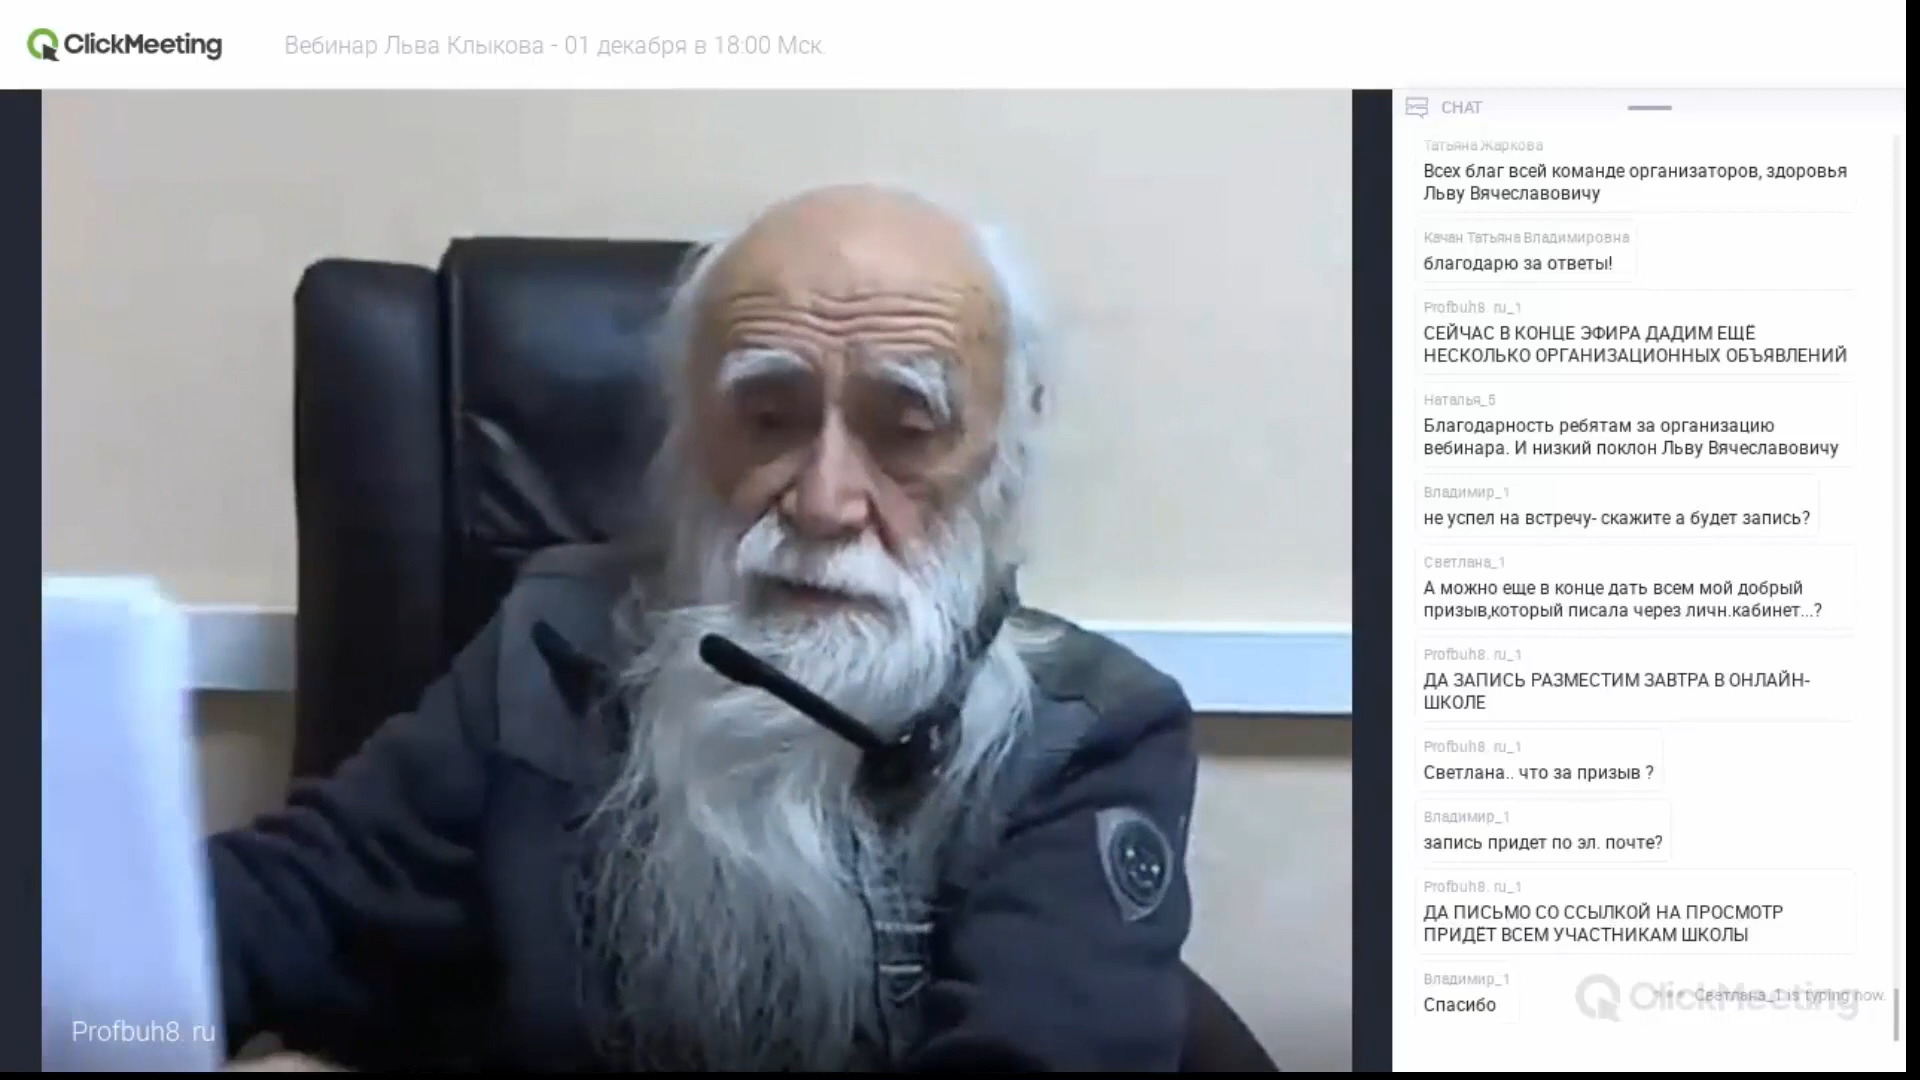 ClickMeeting
Вебинар Льва Клыкова - 01 декабря в 18:00 Мск.
CHAT
Татьяна Жаркова
Всех благ всей команде организаторов, здоровья
Льву Вячеславовичу
Качан Татьяна Владимировна
благодарю за ответы!
Profbuh8. ru_1
СЕЙЧАС В КОНЦЕ ЭФИРА ДАДИМ ЕЩЁ
НЕСКОЛЬКО ОРГАНИЗАЦИОННЫХ ОБЪЯВЛЕНИЙ
Наталья_5
Благодарность ребятам за организацию
вебинара. И низкий поклон Льву Вячеславовичу
Владимир_1
не успел на встречу- скажите а будет запись?
Светлана_1
А можно еще в конце дать всем мой добрый
призыв,который писала через личн.кабинет...?
Profbuh8. ru_1
ДА ЗАПИСЬ РАЗМЕСТИМ ЗАВТРА В ОНЛАЙН-
ШКОЛЕ
Profbuh8. ru_1
Светлана.. что за призыв ?
Владимир_1
запись придет по эл. почте?
Profbuh8. ru_1
ДА ПИСЬМО СО ССЫЛКОЙ НА ПРОСМОТР
ПРИДЁТ ВСЕМ УЧАСТНИКАМ ШКОЛЫ
Владимир_1
Спасибо
Светлана_1 is typing now.
ClickMeeting
Profbuh8. ru